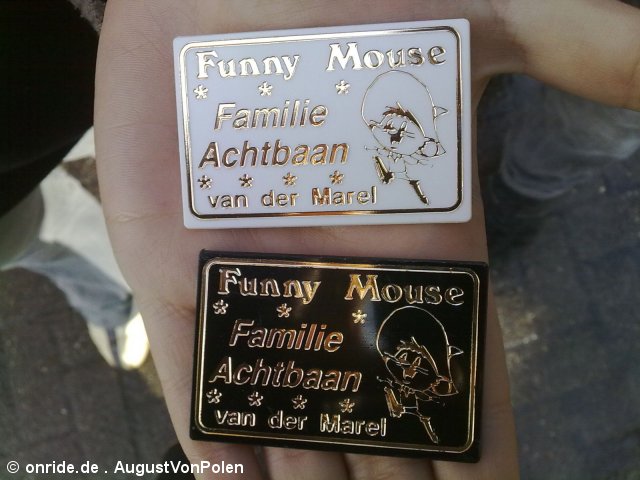 Funny Mouse
* * *
Familie
Achtbaan
* * * *
van der Marel
Funny Mouse
* *
Familie
Achtbaan
* * * *
van der Marel
© onride.de . AugustVonPolen